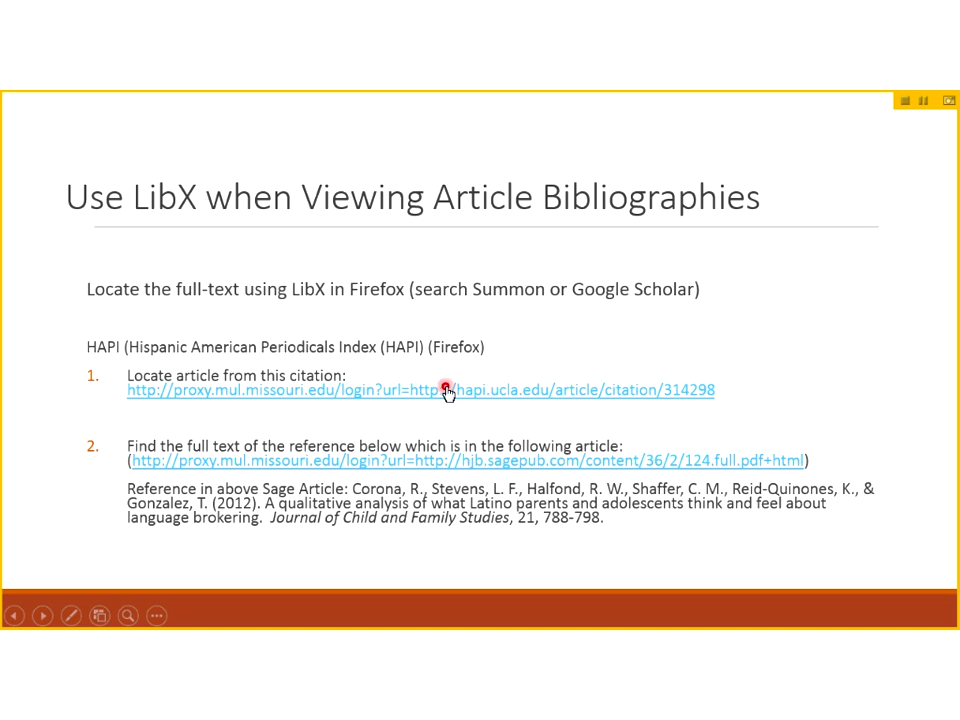 Use LibX when Viewing Article Bibliographies
Locate the full-text using LibX in Firefox (search Summon or Google Scholar)
HAPI (Hispanic American Periodicals Index (HAPI) (Firefox)
1. Locate article from this citation:
http://proxy.mul.missouri.edu/login?url=http://hapi.ucla.edu/article/citation/314298
2. Find the full text of the reference below which is in the following article:
(http://proxy.mul.missouri.edu/login?url=http://hjb.sagepub.com/content/36/2/124.full.pdf+html)
Reference in above Sage Article: Corona, R., Stevens, L. F., Halfond, R. W., Shaffer, C. M., Reid-Quinones, K., &
Gonzalez, T. (2012). A qualitative analysis of what Latino parents and adolescents think and feel about
language brokering. Journal of Child and Family Studies, 21, 788-798.